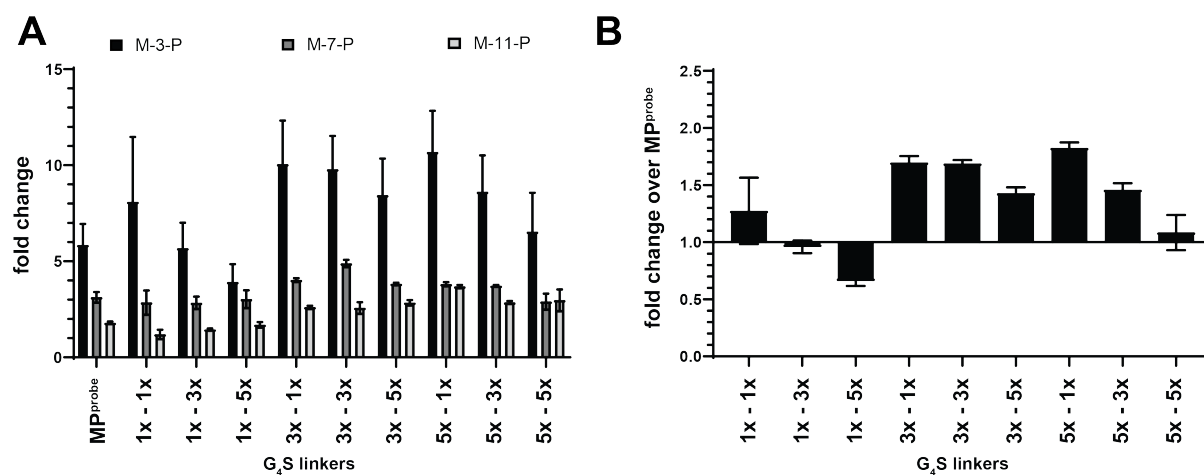 A
M-3-P M-7-P M-11-P
fold change
15
10
5
0
MPprobe
1x - 1x
1x - 3x
1x - 5x
3x - 1x
3x - 3x
3x - 5x
5x - 1x
5x - 3x
5x - 5x
G4S linkers
B
fold change over MPprobe
2.5
2.0
1.5
1.0
0.5
0.0
1x - 1x
1x - 3x
1x - 5x
3x - 1x
3x - 3x
3x - 5x
5x - 1x
5x - 3x
5x - 5x
G4S linkers